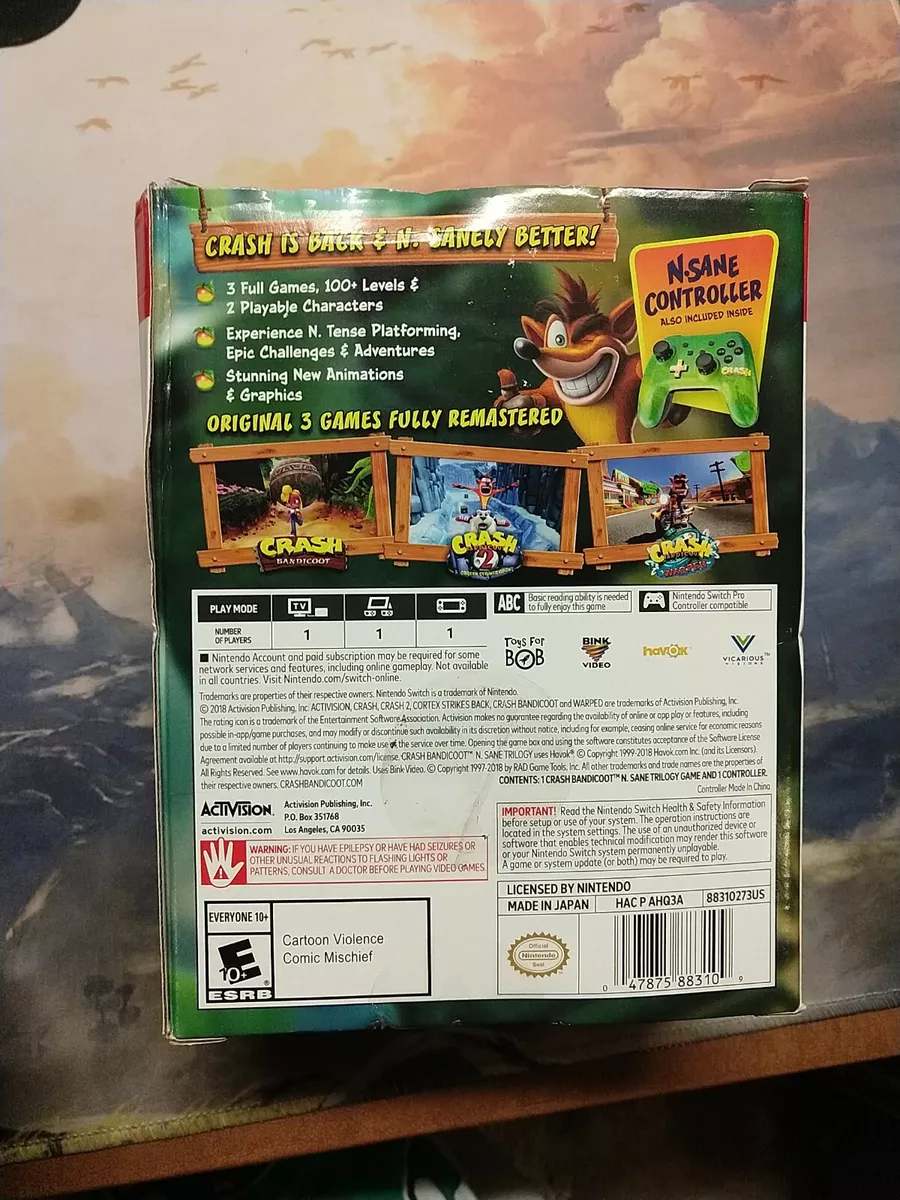 CRASH IS BACK & N. SANELY BETTER!
3 Full Games, 100+ Levels &
2 Playable Characters
Experience N. Tense Platforming,
Epic Challenges & Adventures
Stunning New Animations
& Graphics
N•SANE
CONTROLLER
ALSO INCLUDED INSIDE
CRASH
ORIGINAL 3 GAMES FULLY REMASTERED
CRASH
BANDICOOT
CRASH
2
CRASH
WARPED
PLAY MODE
TV
NUMBER
OF PLAYERS
1
1
1
ABC
Basic reading ability is needed
to fully enjoy this game
Nintendo Switch Pro
Controller compatible
TOYS FOR
BOB
BINK
VIDEO
havok
VICARIOUS™
VISIONS
■ Nintendo Account and paid subscription may be required for some
network services and features, including online gameplay. Not available
in all countries. Visit Nintendo.com/switch-online.
Trademarks are properties of their respective owners. Nintendo Switch is a trademark of Nintendo.
© 2018 Activision Publishing, Inc. ACTIVISION, CRASH, CRASH 2, CORTEX STRIKES BACK, CRASH BANDICOOT and WARPED are trademarks of Activision Publishing, Inc.
The rating icon is a trademark of the Entertainment Software Association. Activision makes no guarantee regarding the availability of online or app play or features, including
possible in-app/game purchases, and may modify or discontinue such availability in its discretion without notice, including for example, ceasing online service for economic reasons
due to a limited number of players continuing to make use of the service over time. Opening the game box and using the software constitutes acceptance of the Software License
Agreement available at http://support.activision.com/license. CRASH BANDICOOT™ N. SANE TRILOGY uses Havok® © Copyright 1999-2018 Havok.com Inc. (and its Licensors).
All Rights Reserved. See www.havok.com for details. Uses Bink Video. © Copyright 1997-2018 by RAD Game Tools, Inc. All other trademarks and trade names are the properties of
their respective owners. CRASHBANDICOOT.COM
CONTENTS: 1 CRASH BANDICOOT™ N. SANE TRILOGY GAME AND 1 CONTROLLER.
Controller Made In China
ACTIVISION.
activision.com
Activision Publishing, Inc.
P.O. Box 351768
Los Angeles, CA 90035
WARNING: IF YOU HAVE EPILEPSY OR HAVE HAD SEIZURES OR
OTHER UNUSUAL REACTIONS TO FLASHING LIGHTS OR
PATTERNS, CONSULT A DOCTOR BEFORE PLAYING VIDEO GAMES.
IMPORTANT! Read the Nintendo Switch Health & Safety Information
before setup or use of your system. The operation instructions are
located in the system settings. The use of an unauthorized device or
software that enables technical modification may render this software
or your Nintendo Switch system permanently unplayable.
A game or system update (or both) may be required to play.
EVERYONE 10+
E
10+
ESRB
Cartoon Violence
Comic Mischief
LICENSED BY NINTENDO
MADE IN JAPAN
HAC P AHQ3A
88310273US
Official
Nintendo
Seal
0 47875 88310 9